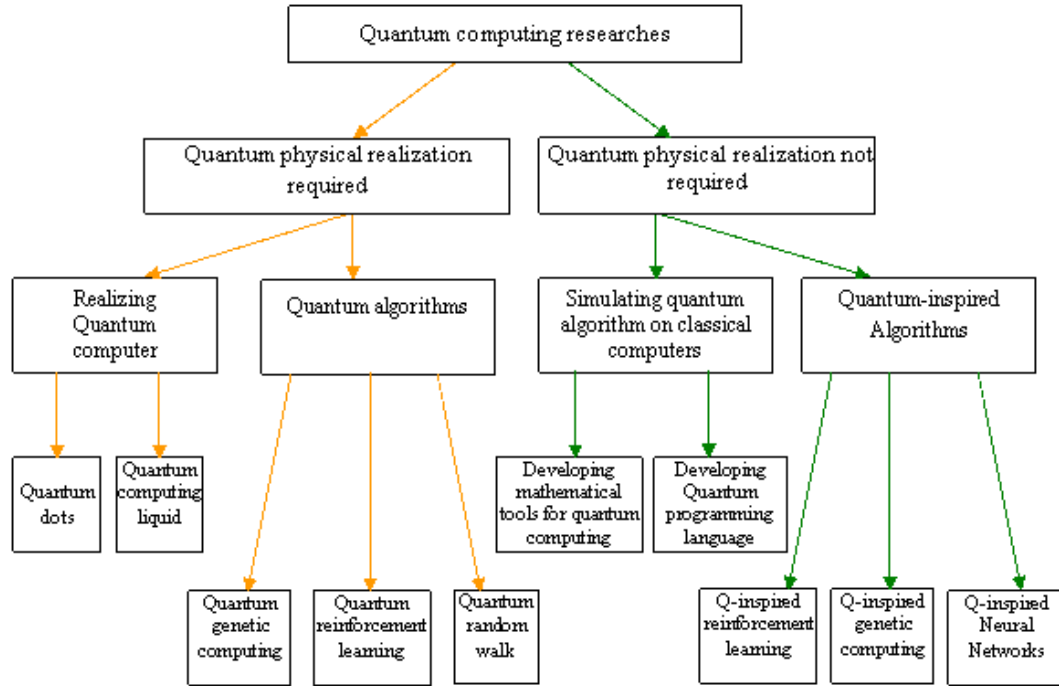 Quantum computing researches
Quantum physical realization
required
Quantum physical realization not
required
Realizing
Quantum
computer
Quantum algorithms
Simulating quantum
algorithm on classical
computers
Quantum-inspired
Algorithms
Quantum
dots
Quantum
computing
liquid
Developing
mathematical
tools for quantum
computing
Developing
Quantum
programming
language
Quantum
genetic
computing
Quantum
reinforcement
learning
Quantum
random
walk
Q-inspired
reinforcement
learning
Q-inspired
genetic
computing
Q-inspired
Neural
Networks